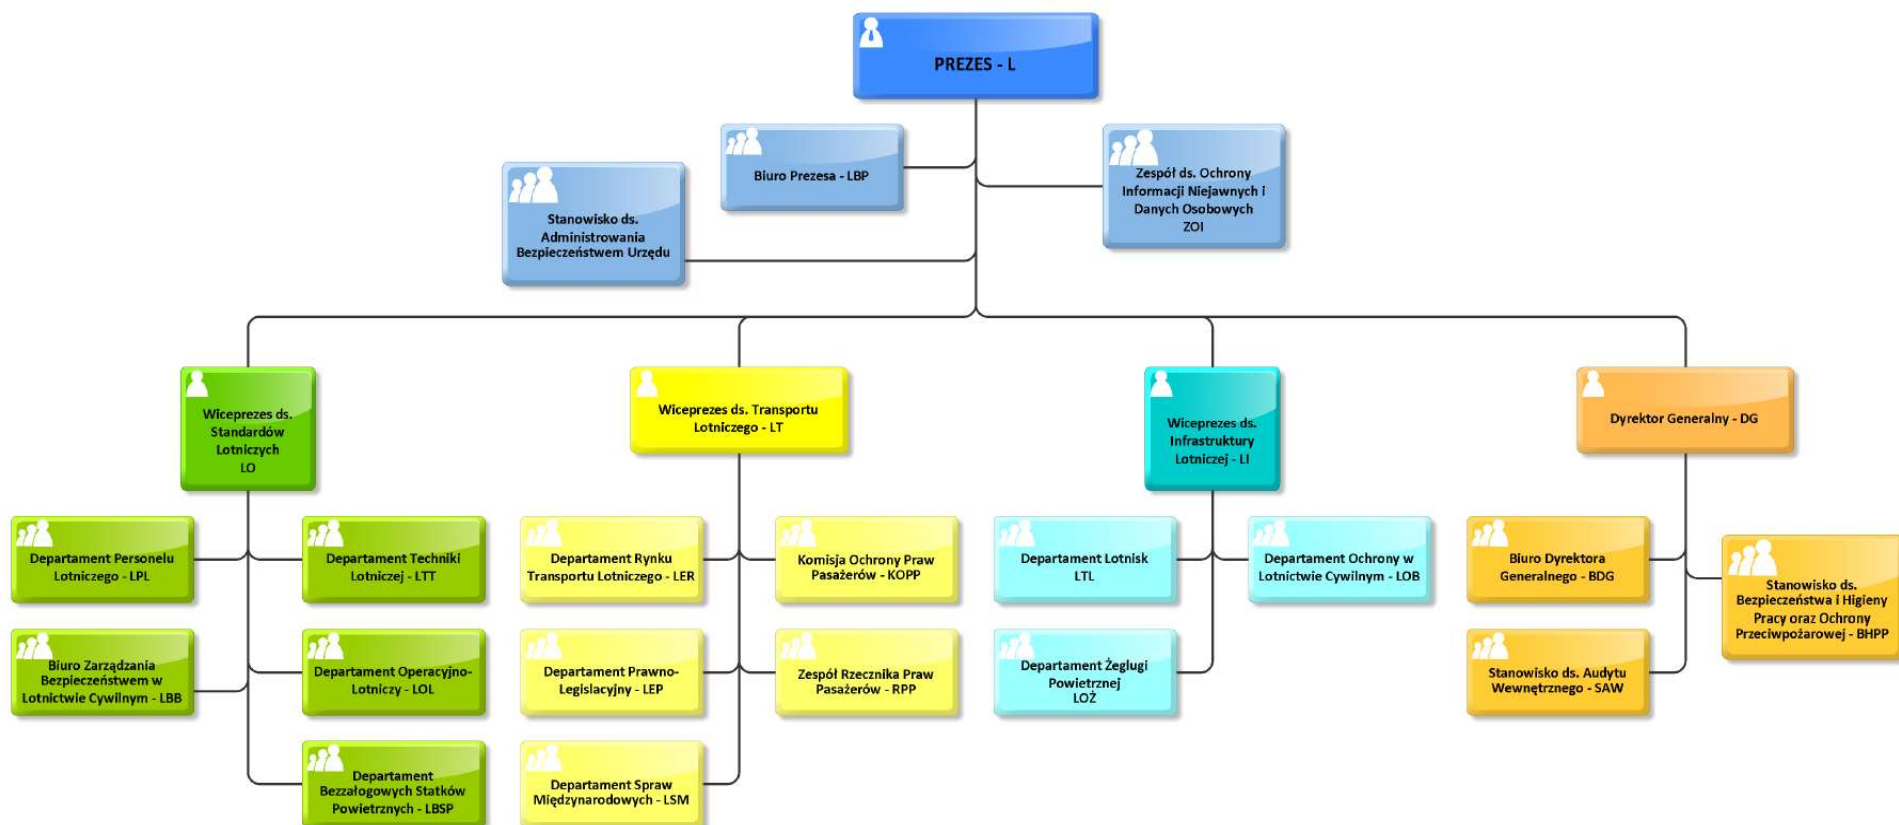 PREZES - L
Biuro Prezesa - LBP
Zespół ds. Ochrony
Informacji Niejawnych i
Danych Osobowych
ZOI
Stanowisko ds.
Administrowania
Bezpieczeństwem Urzędu
Wiceprezes ds.
Standardów
Lotniczych
LO
Wiceprezes ds. Transportu
Lotniczego - LT
Wiceprezes ds.
Infrastruktury
Lotniczej - LI
Dyrektor Generalny - DG
Departament Personelu
Lotniczego - LPL
Departament Techniki
Lotniczej - LTT
Departament Rynku
Transportu Lotniczego - LER
Komisja Ochrony Praw
Pasażerów - KOPP
Departament Lotnisk
LTL
Departament Ochrony w
Lotnictwie Cywilnym - LOB
Biuro Dyrektora
Generalnego - BDG
Stanowisko ds.
Bezpieczeństwa i Higieny
Pracy oraz Ochrony
Przeciwpożarowej - BHPP
Biuro Zarządzania
Bezpieczeństwem w
Lotnictwie Cywilnym - LBB
Departament Operacyjno-
Lotniczy - LOL
Departament Prawno-
Legislacyjny - LEP
Zespół Rzecznika Praw
Pasażerów - RPP
Departament Żeglugi
Powietrznej
LOŻ
Stanowisko ds. Audytu
Wewnętrznego - SAW
Departament
Bezzałogowych Statków
Powietrznych - LBSP
Departament Spraw
Międzynarodowych - LSM